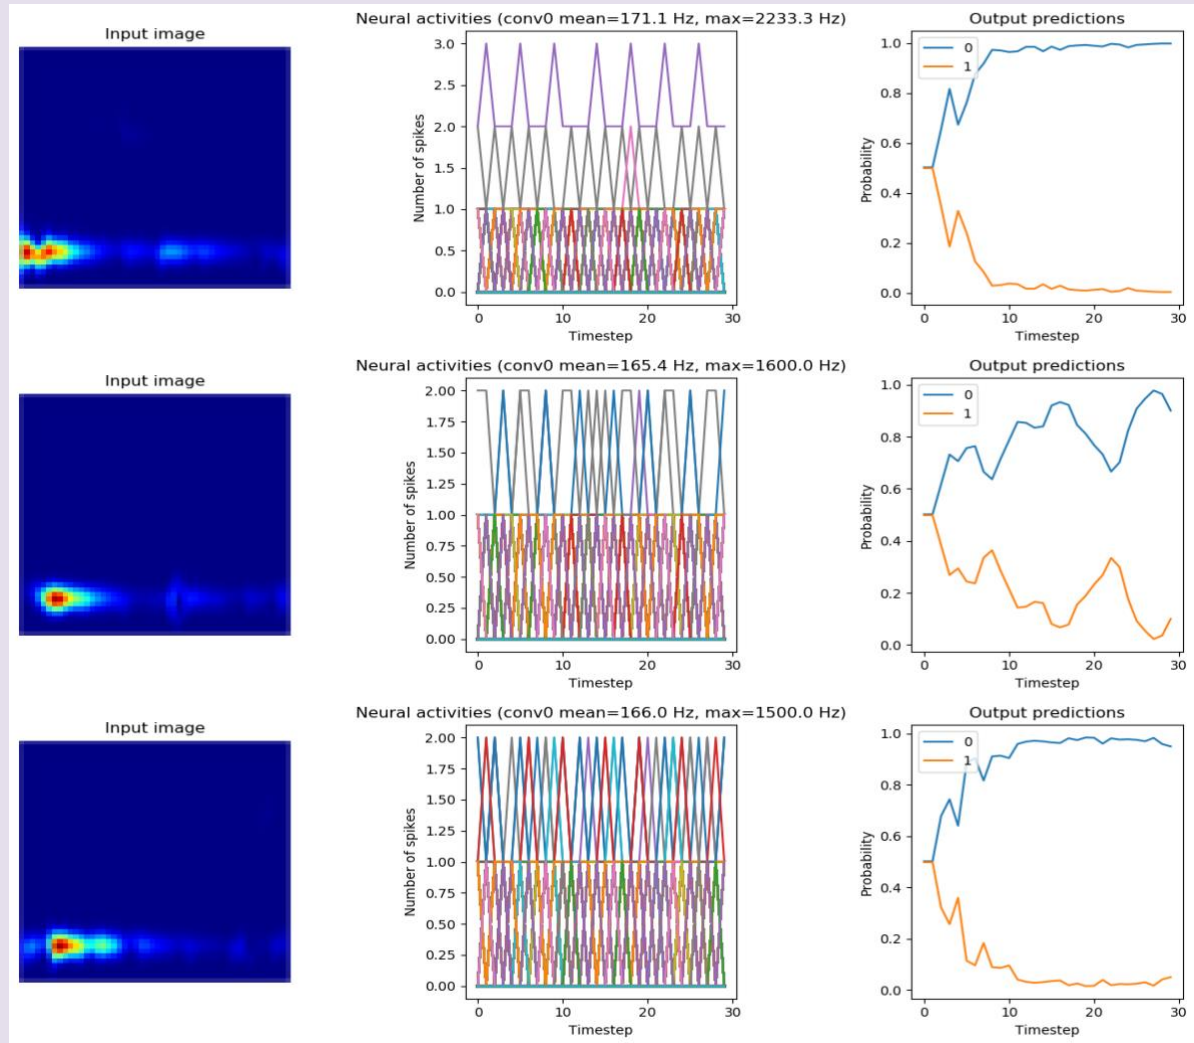 Input image
Neural activities (conv0 mean=171.1 Hz, max=2233.3 Hz)
Number of spikes
3.0
2.5
2.0
1.5
1.0
0.5
0.0
0 10 20 30
Timestep
Output predictions
Probability
1.0
0.8
0.6
0.4
0.2
0.0
0
1
0 10 20 30
Timestep
Input image
Neural activities (conv0 mean=165.4 Hz, max=1600.0 Hz)
Number of spikes
2.00
1.75
1.50
1.25
1.00
0.75
0.50
0.25
0.00
0 10 20 30
Timestep
Output predictions
Probability
1.0
0.8
0.6
0.4
0.2
0.0
0
1
0 10 20 30
Timestep
Input image
Neural activities (conv0 mean=166.0 Hz, max=1500.0 Hz)
Number of spikes
2.00
1.75
1.50
1.25
1.00
0.75
0.50
0.25
0.00
0 10 20 30
Timestep
Output predictions
Probability
1.0
0.8
0.6
0.4
0.2
0.0
0
1
0 10 20 30
Timestep